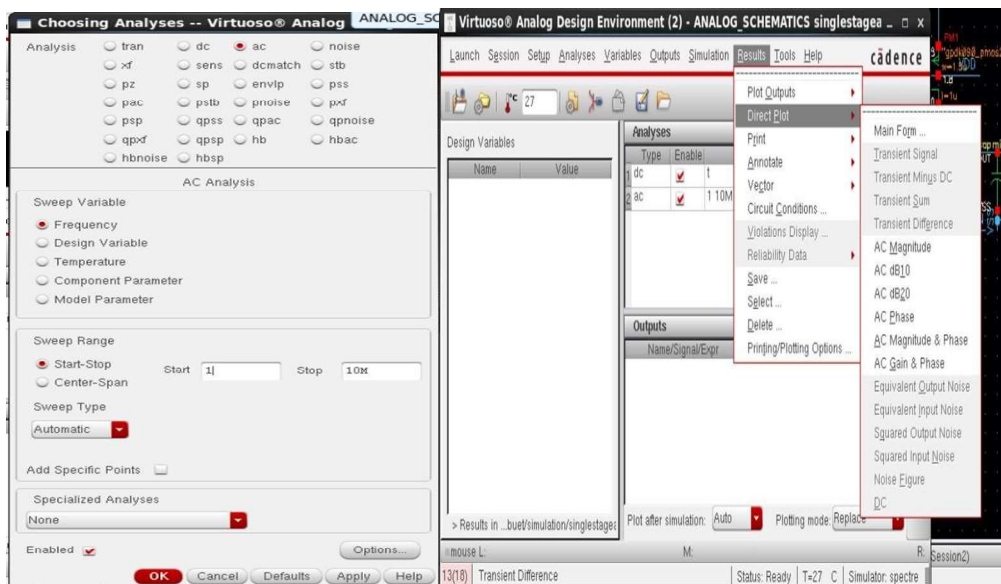 Choosing Analyses -- Virtuoso® Analog
ANALOG_SC
Analysis tran dc ac noise
xf sens dcmatch stb
pz sp envlp pss
pac pstb pnoise pxf
psp qpss qpac qpnoise
qpxf qpsp hb hbac
hbnoise hbsp
AC Analysis
Sweep Variable
Frequency
Design Variable
Temperature
Component Parameter
Model Parameter
Sweep Range
Start-Stop
Center-Span
Start 1 Stop 10M
Sweep Type
Automatic
Add Specific Points
Specialized Analyses
None
Enabled Options...
OK Cancel Defaults Apply Help
Virtuoso® Analog Design Environment (2) - ANALOG_SCHEMATICS singlestagea
Launch Session Setup Analyses Variables Outputs Simulation Results Tools Help
cādence
27
Design Variables
Name Value
> Results in ...buet/simulation/singlestagea
Analyses
Type Enable
1 dc t
2 ac 1 10M
Outputs
Name/Signal/Expr
Plot after simulation: Auto Plotting mode: Replace
Plot Outputs
Direct Plot
Print
Annotate
Vector
Circuit Conditions ...
Violations Display ...
Reliability Data
Save ...
Select ...
Delete ...
Printing/Plotting Options ...
Main Form ...
Transient Signal
Transient Minus DC
Transient Sum
Transient Difference
AC Magnitude
AC dB10
AC dB20
AC Phase
AC Magnitude & Phase
AC Gain & Phase
Equivalent Output Noise
Equivalent Input Noise
Squared Output Noise
Squared Input Noise
Noise Figure
DC
mouse L: M: R:
13(18) Transient Difference Status: Ready T=27 C Simulator: spectre
PM1
Session2)